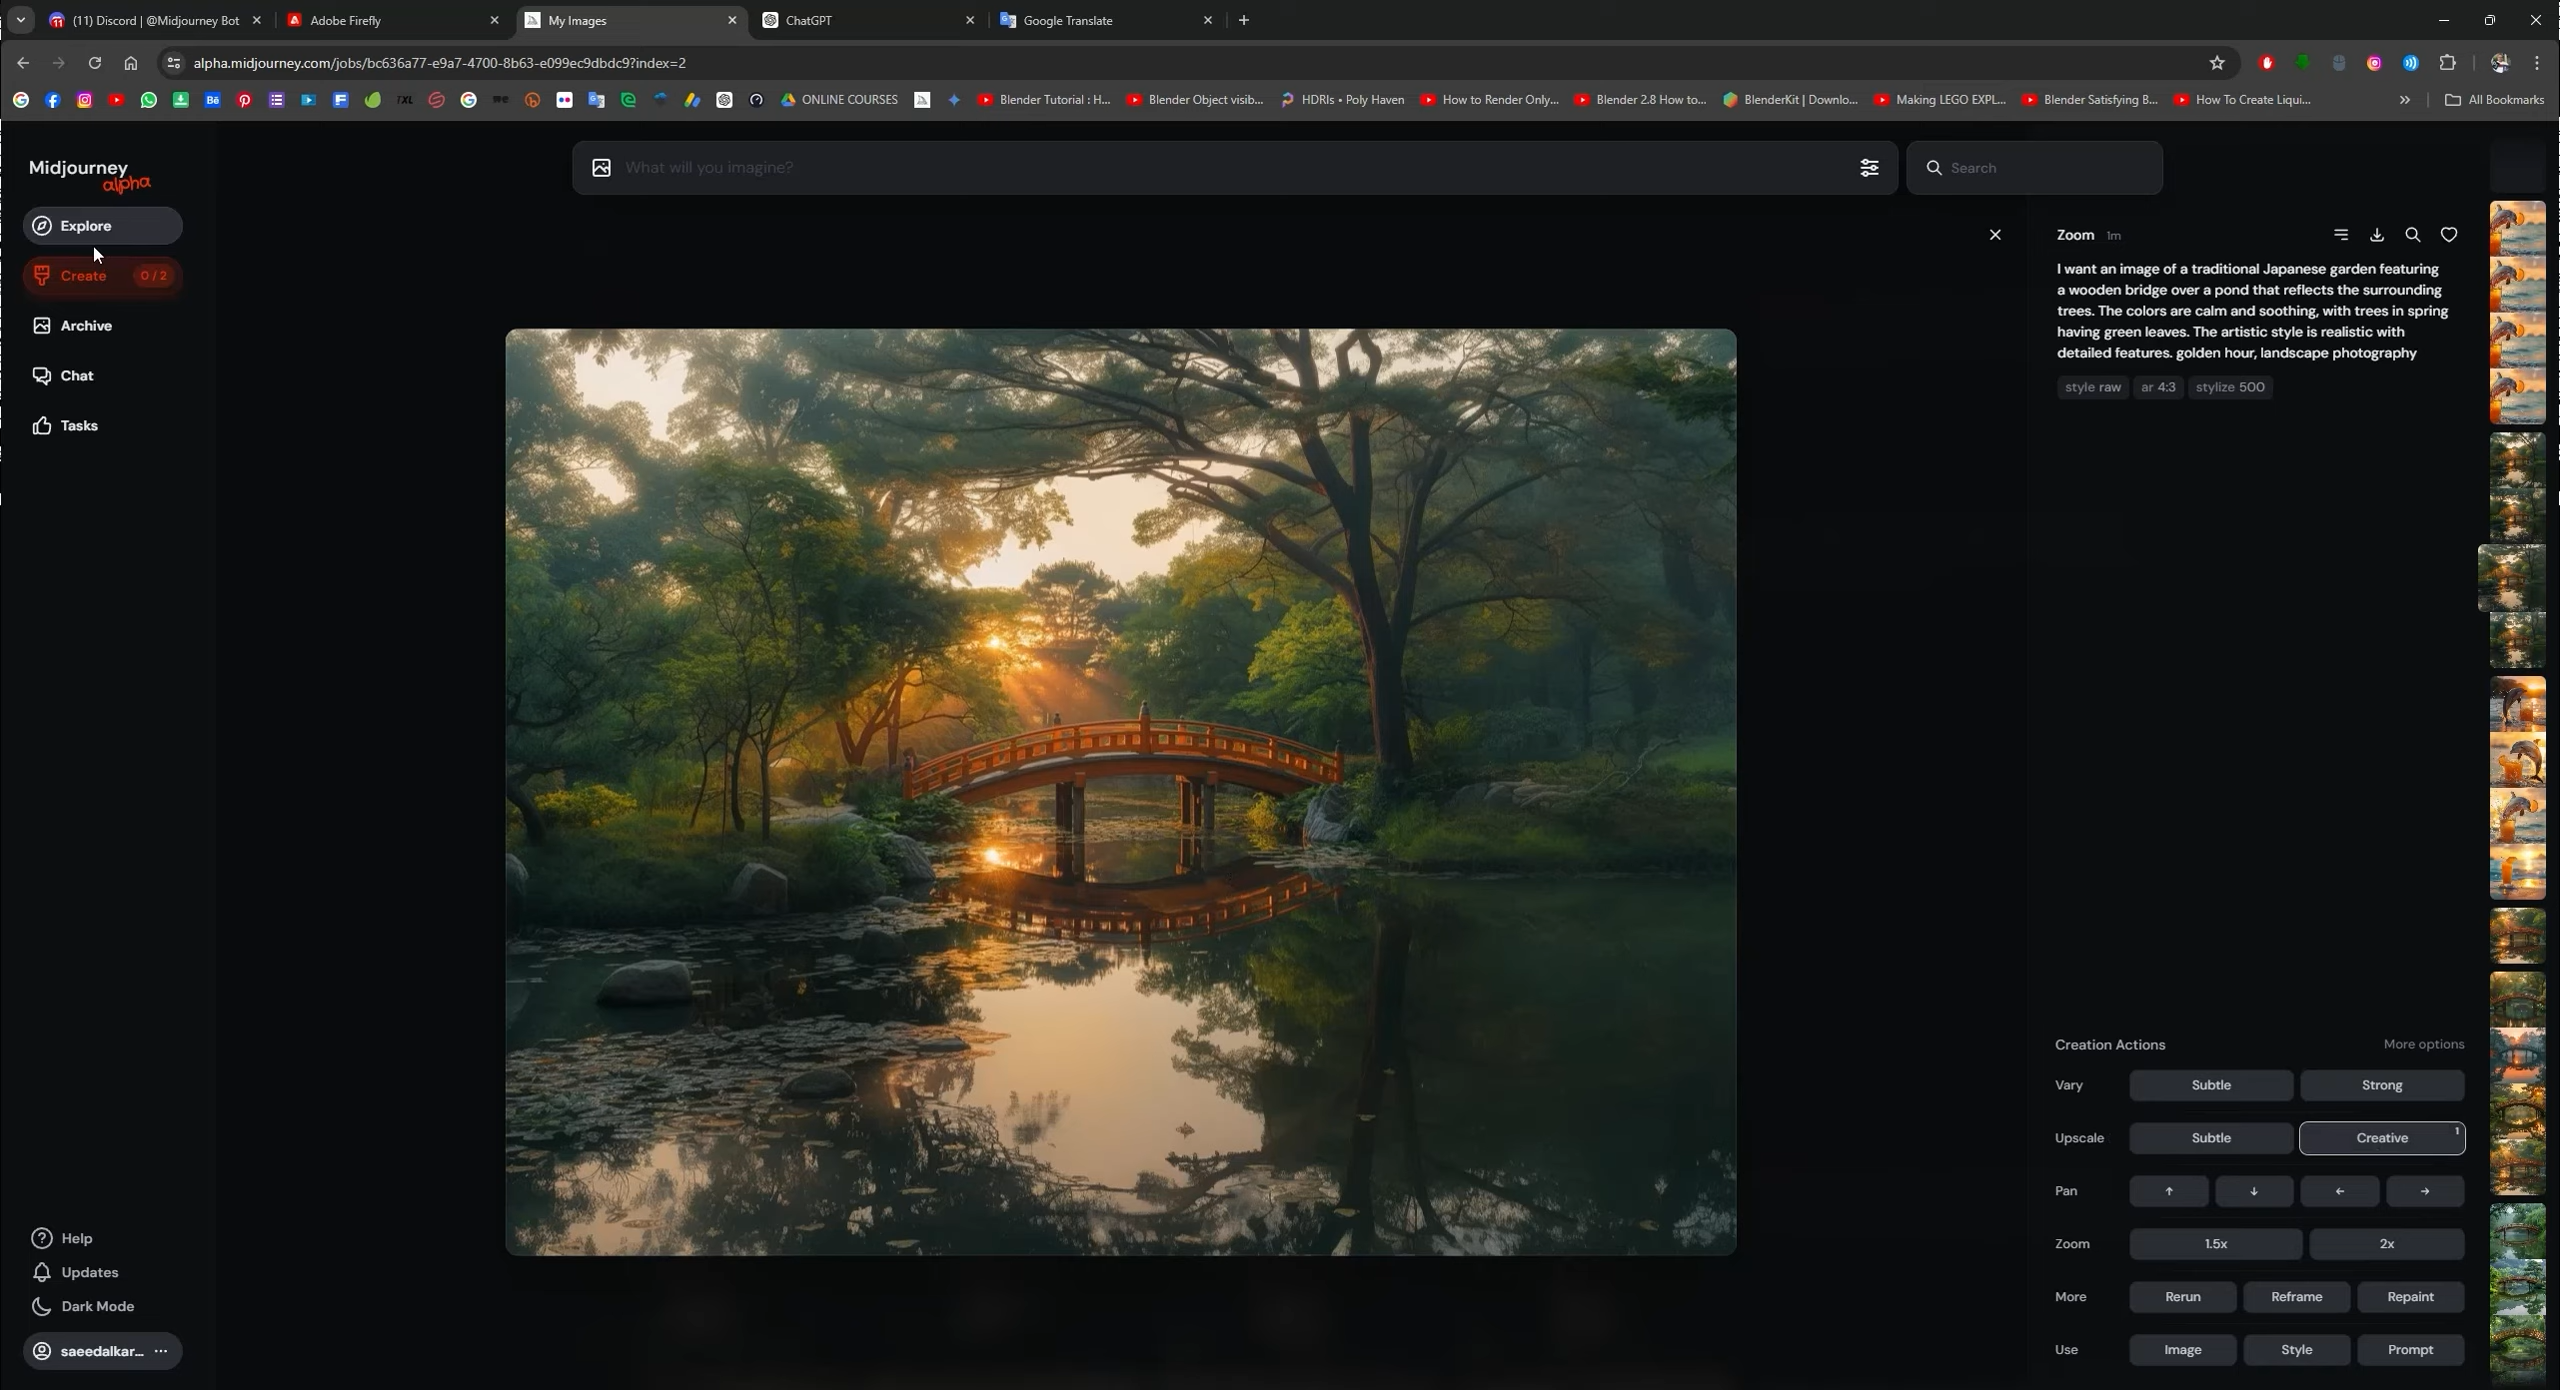 (11) Discord | @Midjourney Bot
Adobe Firefly
My Images
ChatGPT
Google Translate
alpha.midjourney.com/jobs/bc636a77-e9a7-4700-8b63-e099ec9dbdc9?index=2
ONLINE COURSES
Blender Tutorial : H...
Blender Object visib...
HDRIs • Poly Haven
How to Render Only...
Blender 2.8 How to...
BlenderKit | Downlo...
Making LEGO EXPL...
Blender Satisfying B...
How To Create Liqui...
All Bookmarks
Midjourney
alpha
What will you imagine?
Search
Explore
Create 0 / 2
Archive
Chat
Tasks
Zoom 1m
I want an image of a traditional Japanese garden featuring
a wooden bridge over a pond that reflects the surrounding
trees. The colors are calm and soothing, with trees in spring
having green leaves. The artistic style is realistic with
detailed features. golden hour, landscape photography
style raw ar 4:3 stylize 500
Creation Actions More options
Vary Subtle Strong
Upscale Subtle Creative 1
Pan ↑ ↓ ← →
Zoom 1.5x 2x
More Rerun Reframe Repaint
Use Image Style Prompt
Help
Updates
Dark Mode
saeedalkar... ...